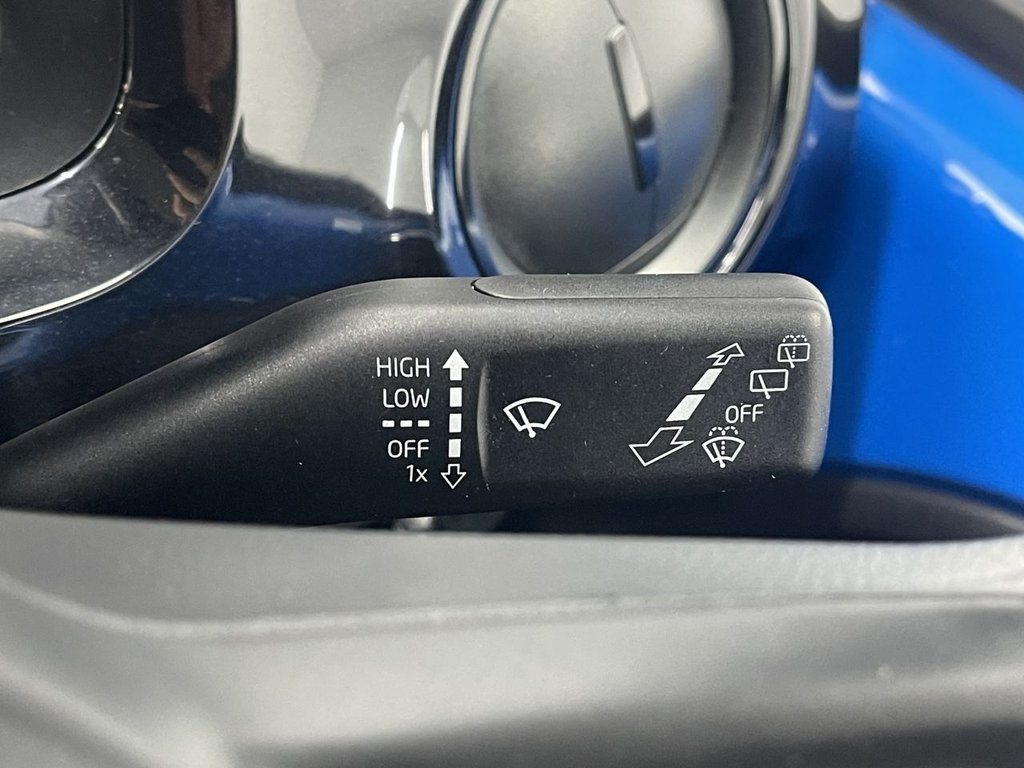 HIGH
LOW
---
OFF
1x
OFF